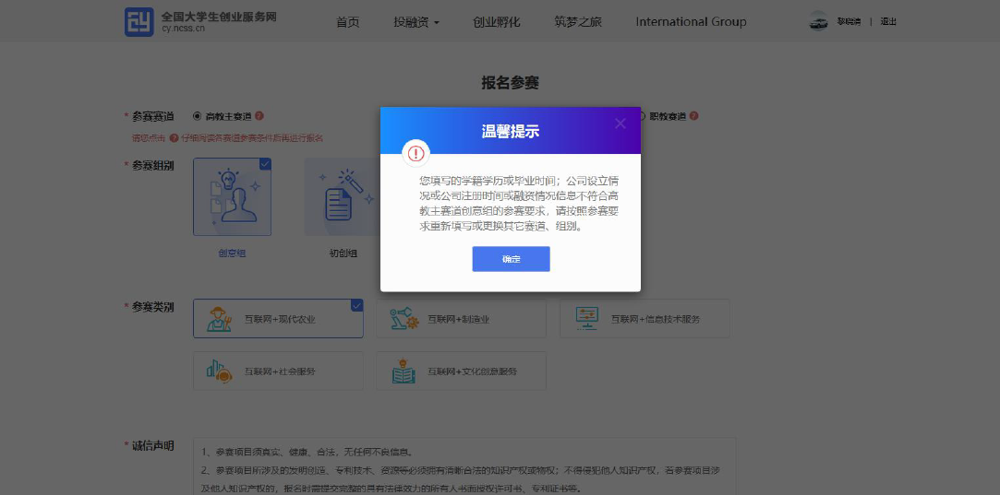 全国大学生创业服务网
cy.ncss.cn
首页 投融资 创业孵化 筑梦之旅 International Group
黎晓清 | 退出
报名参赛
* 参赛赛道 高教主赛道 ? 职教赛道 ?
请您点击 ? 仔细阅读各赛道参赛条件后再进行报名
温馨提示
您填写的学籍学历或毕业时间；公司设立情
况或公司注册时间或融资情况信息不符合高
教主赛道创意组的参赛要求，请按照参赛要
求重新填写或更换其它赛道、组别。
确定
* 参赛组别
创意组 初创组
* 参赛类别 互联网+现代农业 互联网+制造业 互联网+信息技术服务
互联网+社会服务 互联网+文化创意服务
* 诚信声明 1、参赛项目须真实、健康、合法，无任何不良信息。
2、参赛项目所涉及的发明创造、专利技术、资源等必须拥有清晰合法的知识产权或物权；不得侵犯他人知识产权，若参赛项目涉
及他人知识产权的，报名时需提交完整的具有法律效力的所有人书面授权许可书、专利证书等。